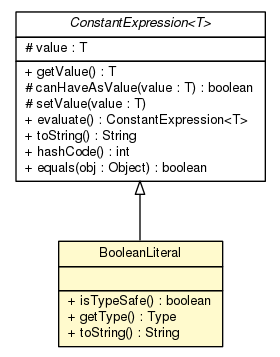 ConstantExpression<T>
# value : T
+ getValue() : T
# canHaveAsValue(value : T) : boolean
# setValue(value : T)
+ evaluate() : ConstantExpression<T>
+ toString() : String
+ hashCode() : int
+ equals(obj : Object) : boolean
BooleanLiteral
+ isTypeSafe() : boolean
+ getType() : Type
+ toString() : String